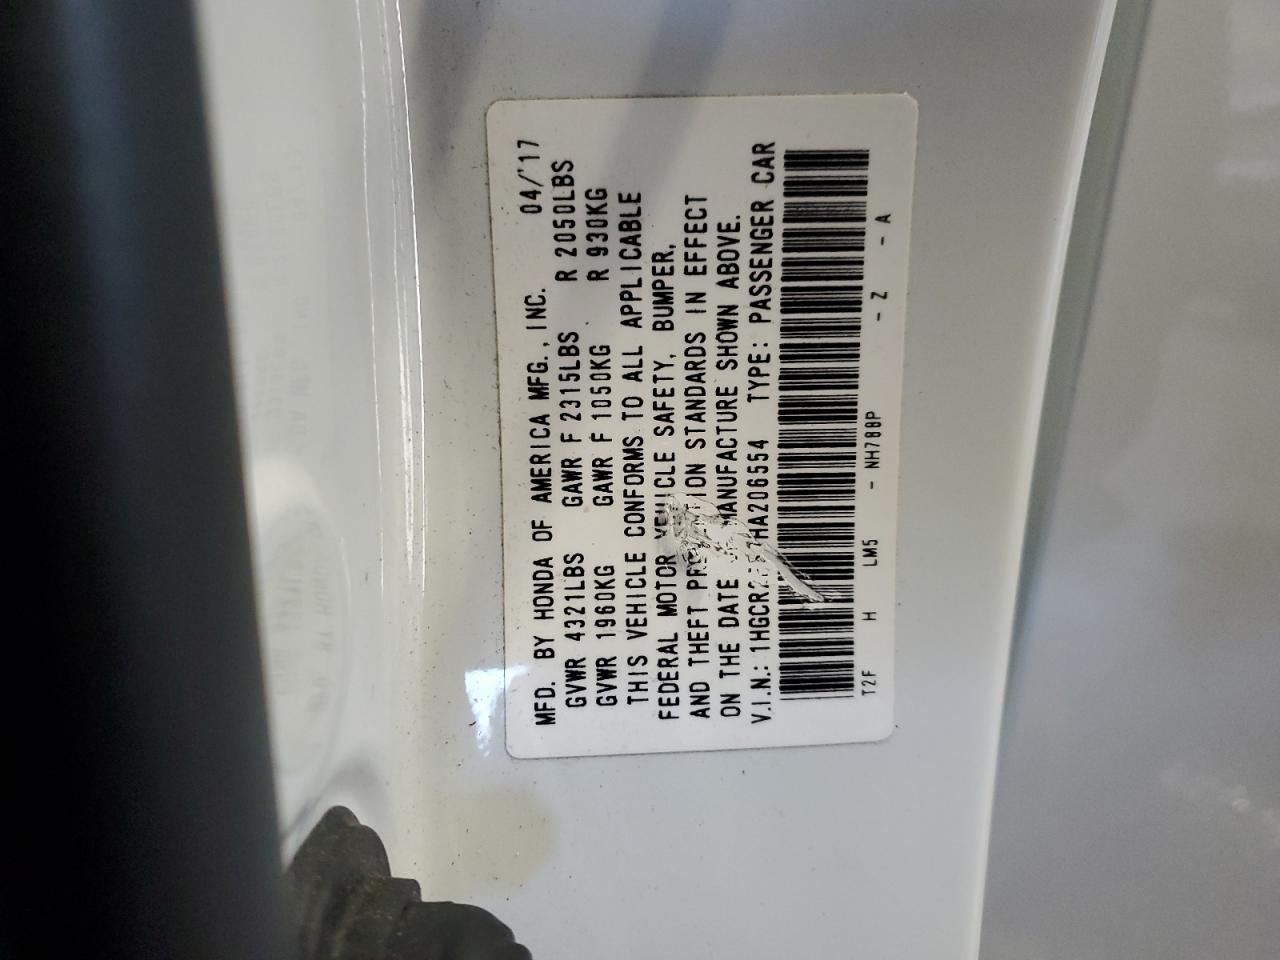 MFD. BY HONDA OF AMERICA MFG., INC. 04/'17
GVWR 4321LBS GAWR F 2315LBS R 2050LBS
GVWR 1960KG GAWR F 1050KG R 930KG
THIS VEHICLE CONFORMS TO ALL APPLICABLE
FEDERAL MOTOR VEHICLE SAFETY, BUMPER,
AND THEFT PREVENTION STANDARDS IN EFFECT
ON THE DATE OF MANUFACTURE SHOWN ABOVE.
V.I.N.: TYPE: PASSENGER CAR
T2F H LM5 - NH788P - Z - A